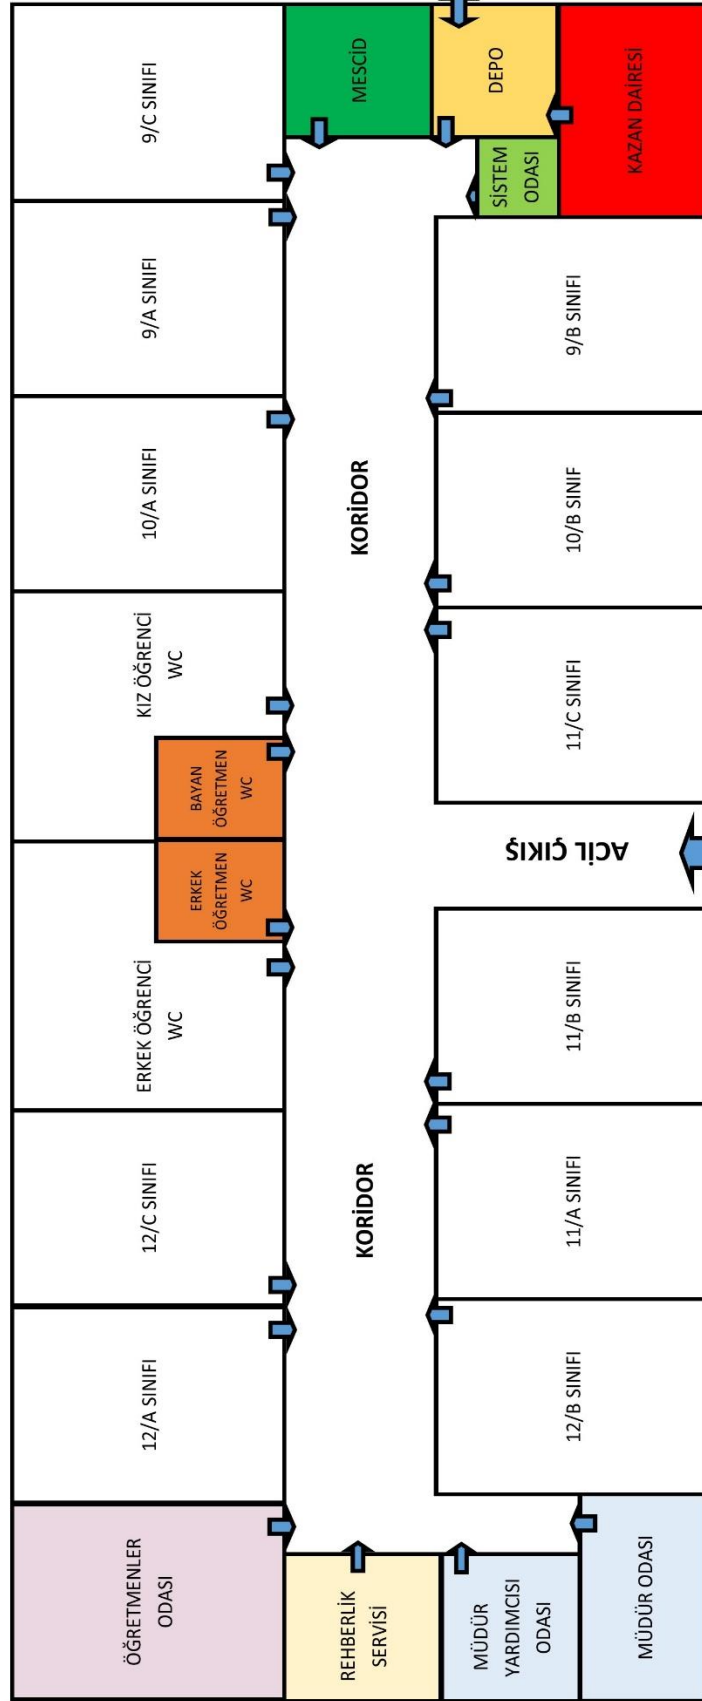 ÖĞRETMENLER
ODASI
12/A SINIFI
12/C SINIFI
ERKEK ÖĞRENCİ
WC
ERKEK
ÖĞRETMEN
WC
BAYAN
ÖĞRETMEN
WC
KIZ ÖĞRENCİ
WC
10/A SINIFI
9/A SINIFI
9/C SINIFI
REHBERLİK
SERVİSİ
KORİDOR
KORİDOR
MESCİD
MÜDÜR
YARDIMCISI
ODASI
DEPO
SİSTEM
ODASI
MÜDÜR ODASI
12/B SINIFI
11/A SINIFI
11/B SINIFI
ACİL ÇIKIŞ
11/C SINIFI
10/B SINIF
9/B SINIFI
KAZAN DAİRESİ